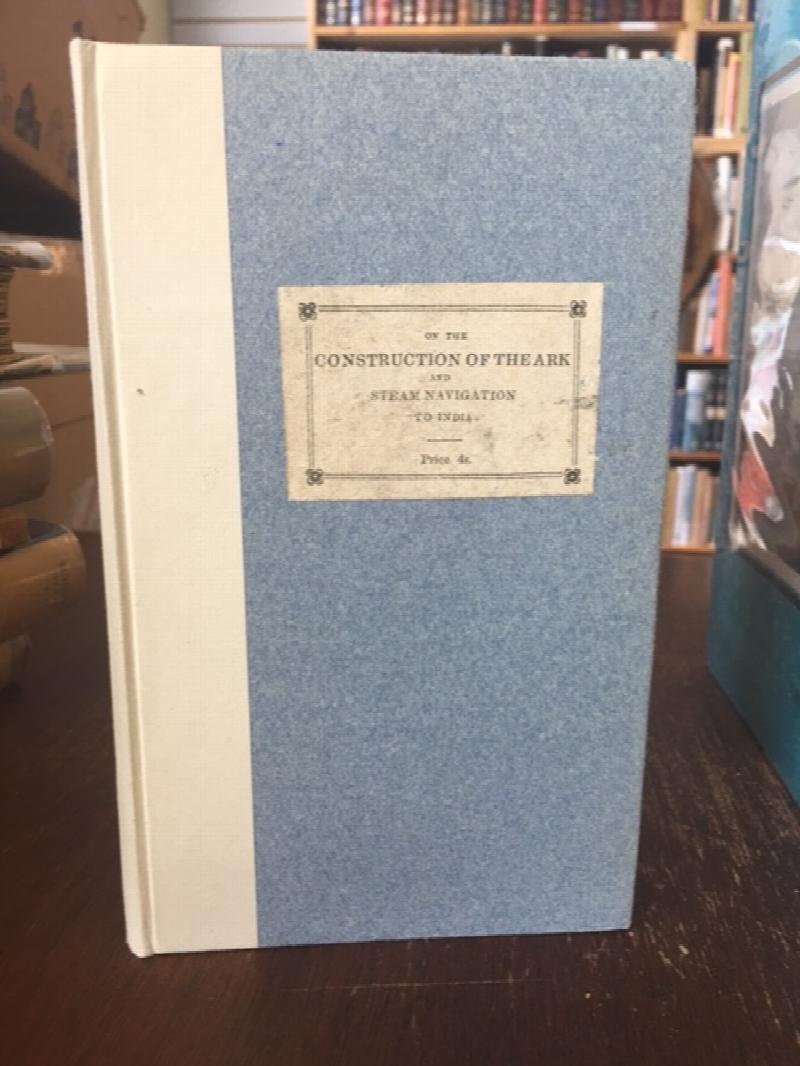 ON THE
CONSTRUCTION OF THE ARK
AND
STEAM NAVIGATION
TO INDIA.
Price 4s.